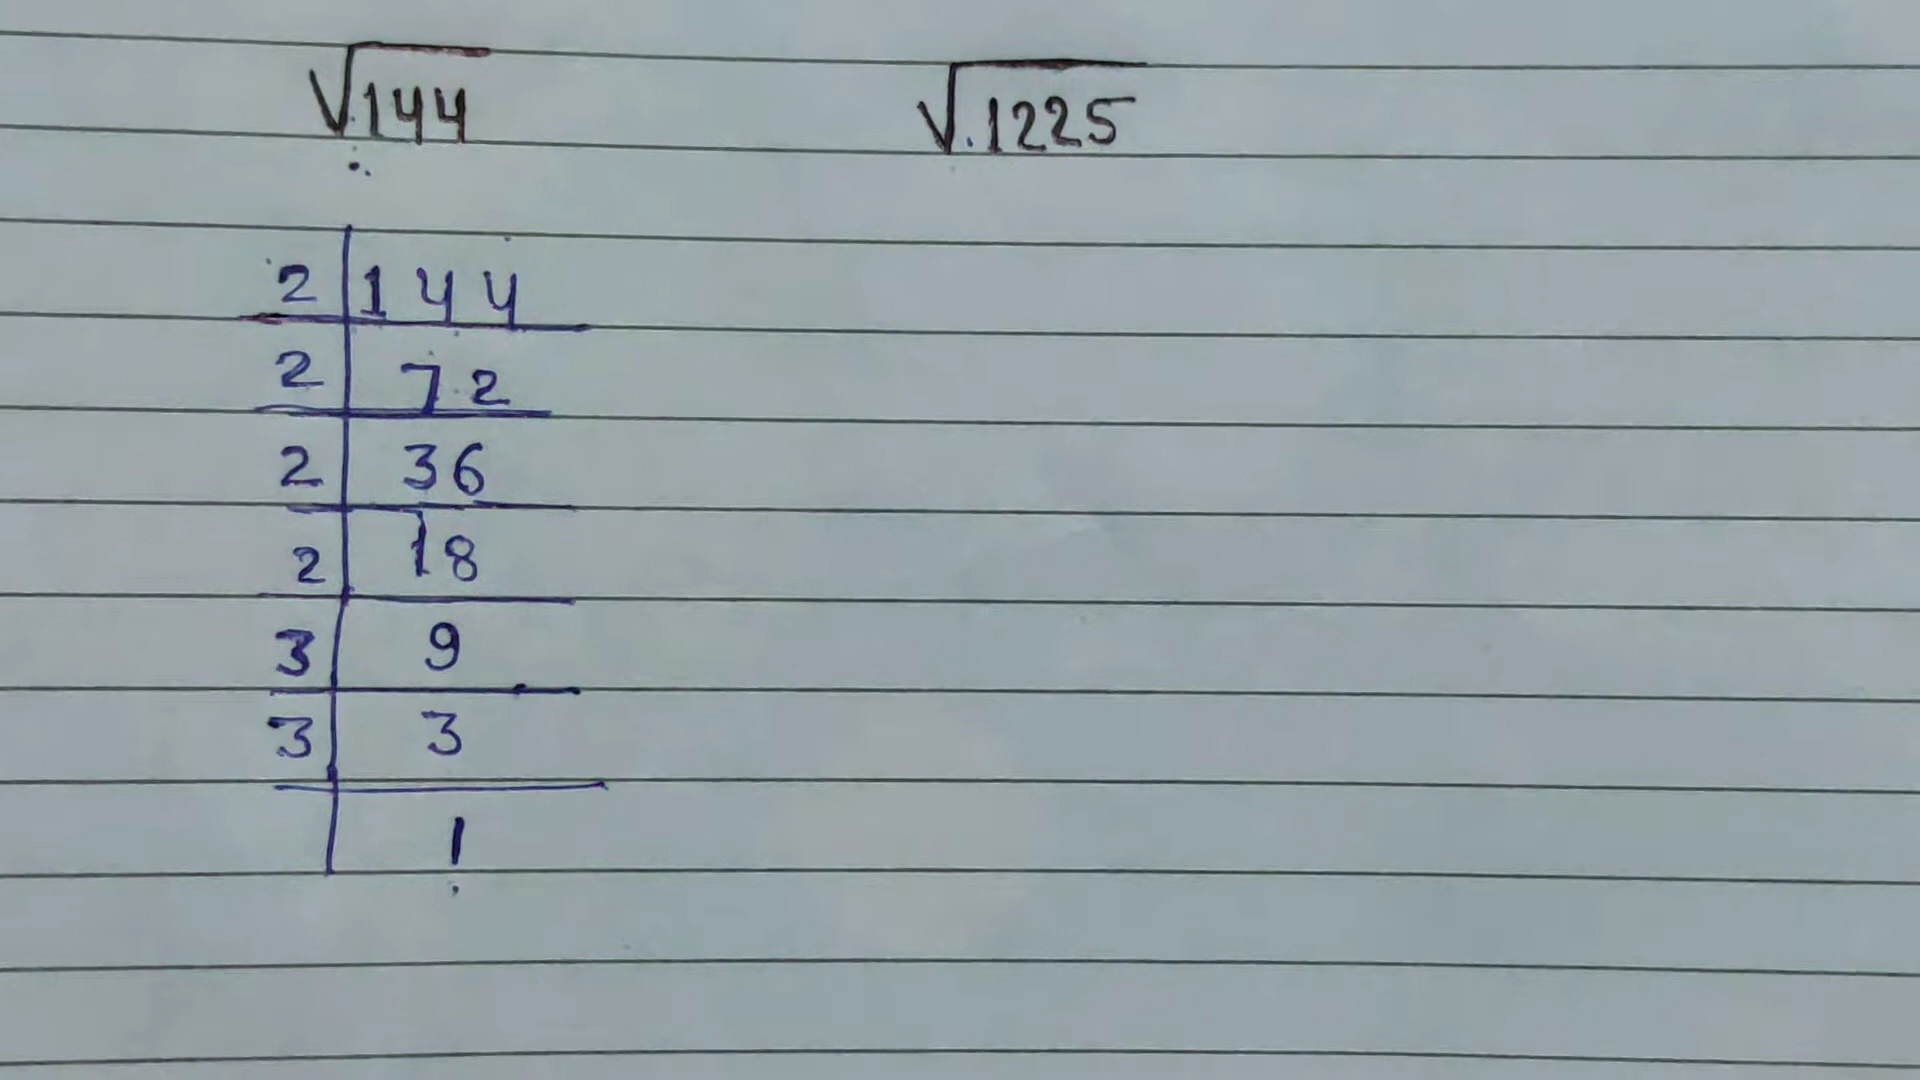 √144 √1225
2 | 144
2 | 72
2 | 36
2 | 18
3 | 9
3 | 3
| 1